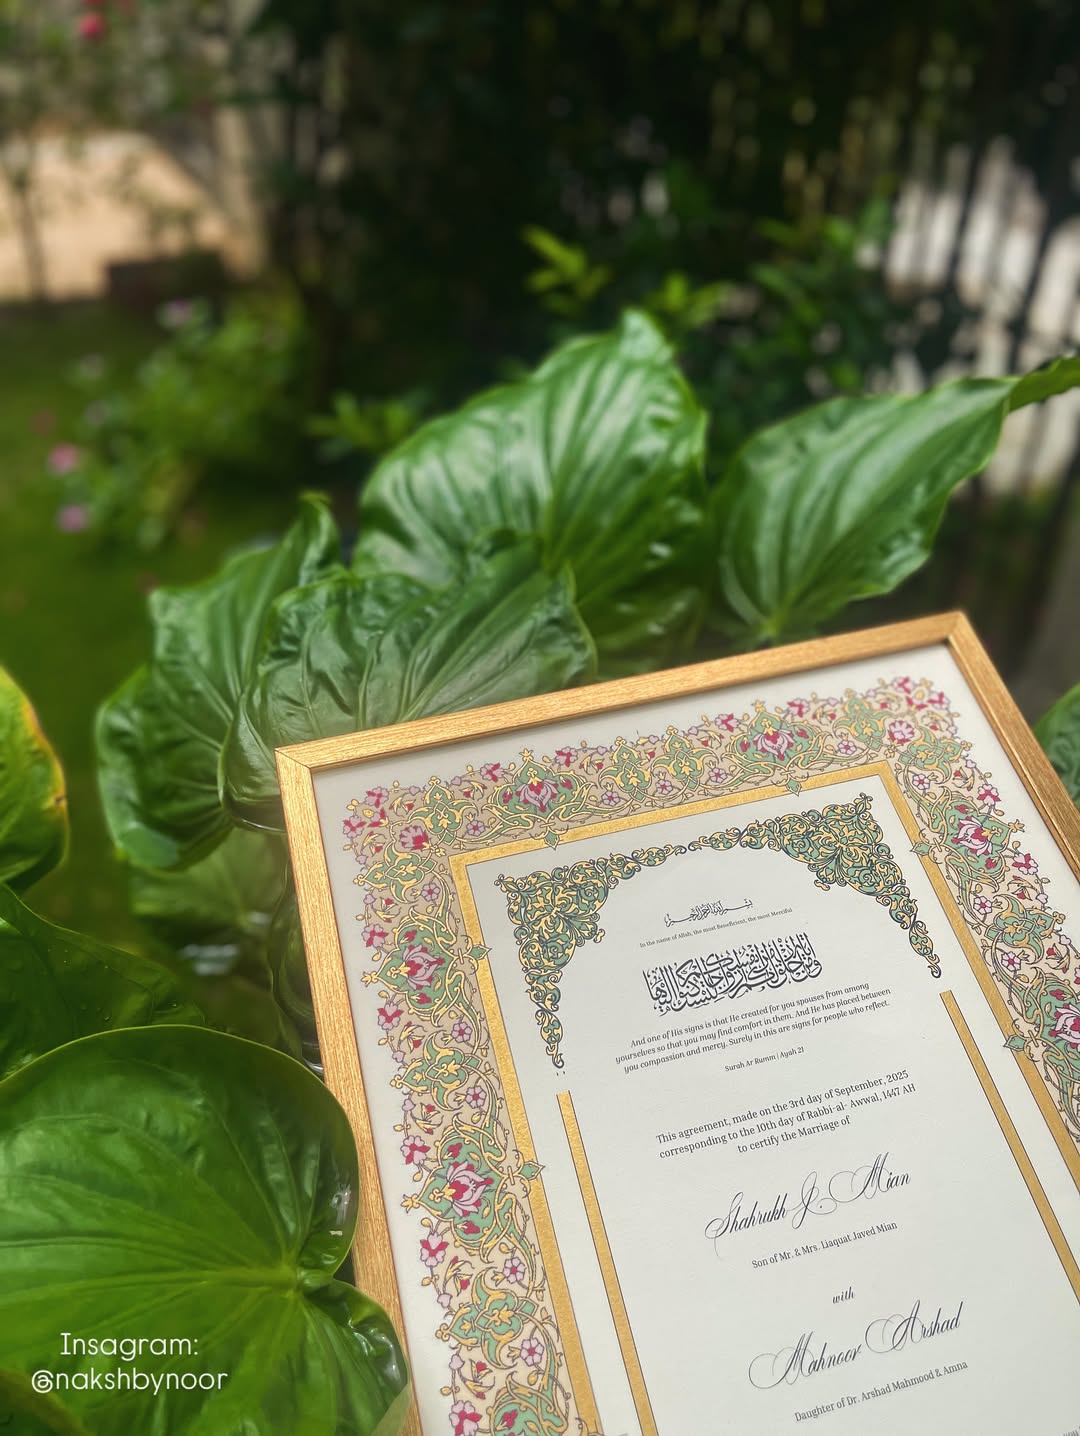 بسم الله الرحمن الرحيم
In the name of Allah, the most Beneficient, the most Merciful
And one of His signs is that He created for you spouses from among
yourselves so that you may find comfort in them. And He has placed between
you compassion and mercy. Surely in this are signs for people who reflect.
Surah Ar Rumm | Ayah 21
This agreement, made on the 3rd day of September, 2025
corresponding to the 10th day of Rabbi-al- Awwal, 1447 AH
to certify the Marriage of
Shahrukh J. Mian
Son of Mr. & Mrs. Liaquat Javed Mian
with
Mahnoor Arshad
Daughter of Dr. Arshad Mahmood & Amna
Insagram:
@nakshbynoor